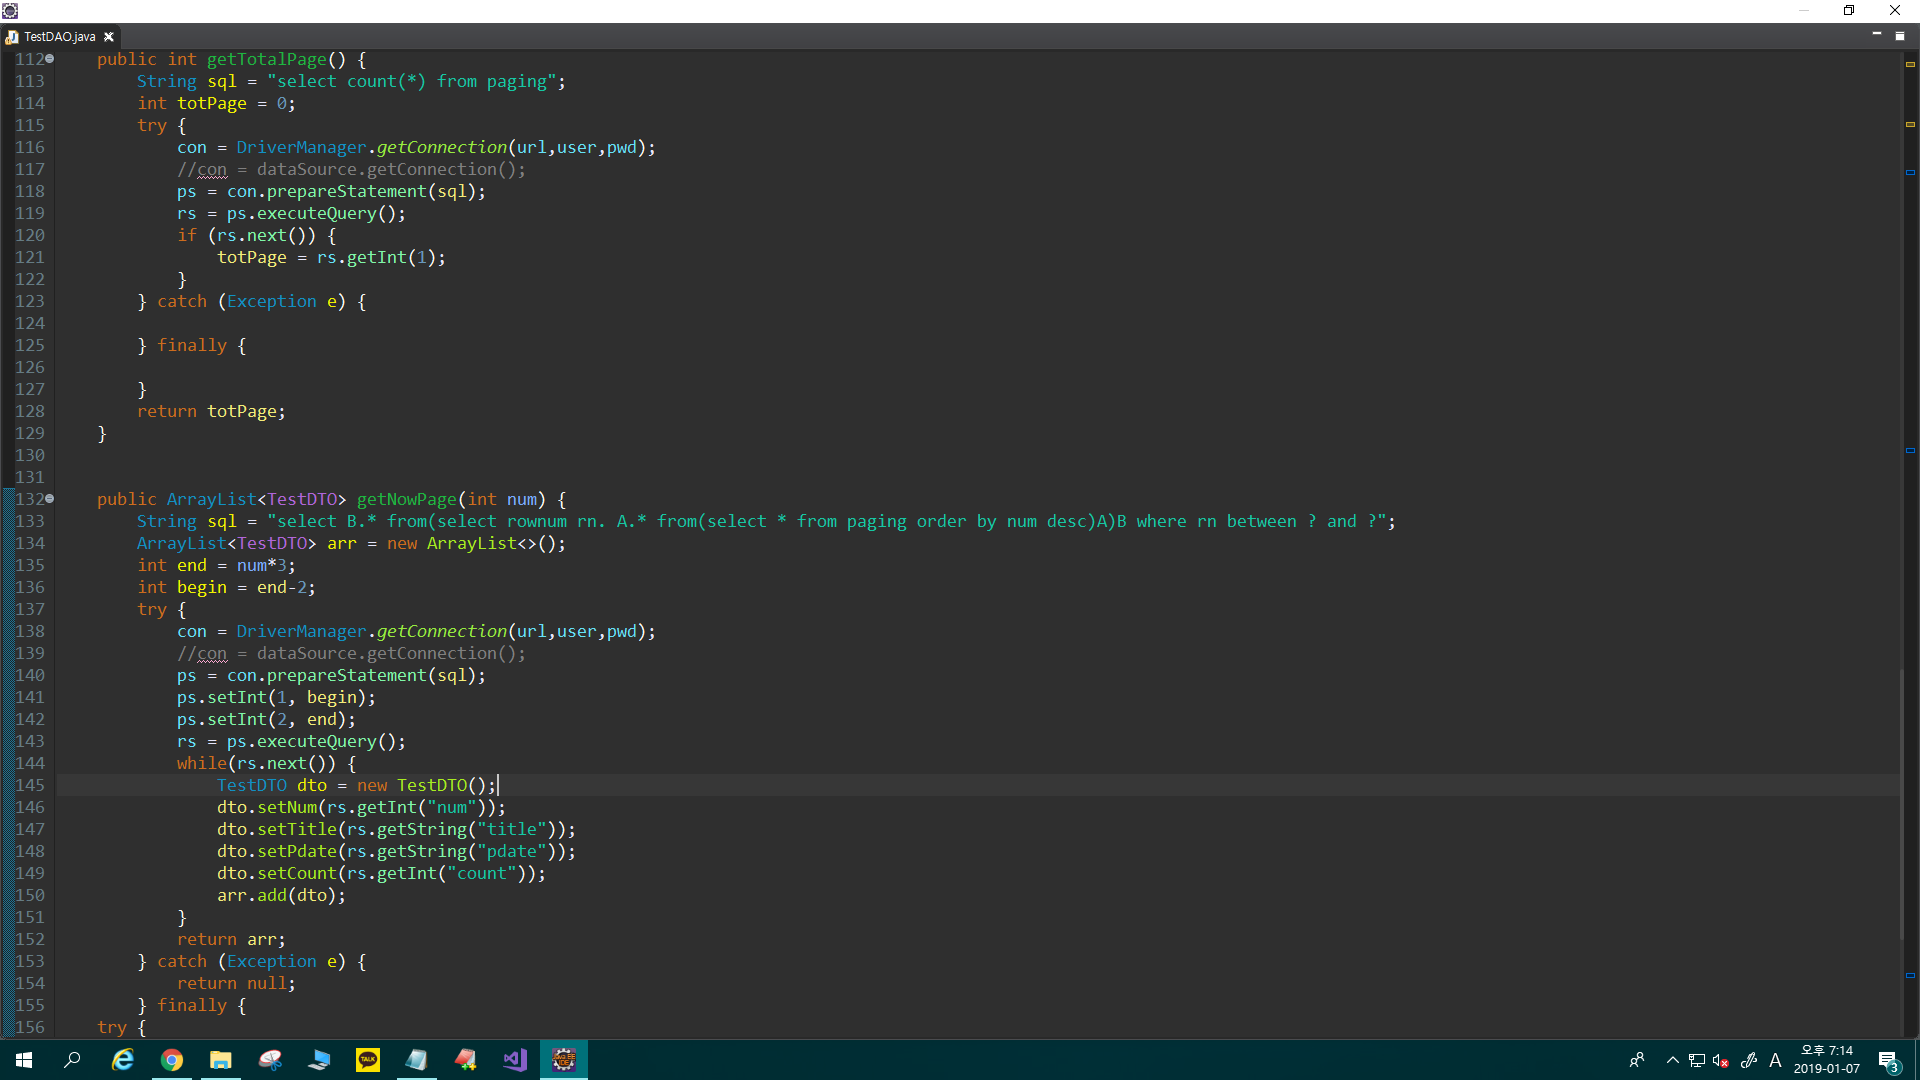 TestDAO.java
112 public int getTotalPage() {
113 String sql = "select count(*) from paging";
114 int totPage = 0;
115 try {
116 con = DriverManager.getConnection(url,user,pwd);
117 //con = dataSource.getConnection();
118 ps = con.prepareStatement(sql);
119 rs = ps.executeQuery();
120 if (rs.next()) {
121 totPage = rs.getInt(1);
122 }
123 } catch (Exception e) {
124
125 } finally {
126
127 }
128 return totPage;
129 }
130
131
132 public ArrayList<TestDTO> getNowPage(int num) {
133 String sql = "select B.* from(select rownum rn. A.* from(select * from paging order by num desc)A)B where rn between ? and ?";
134 ArrayList<TestDTO> arr = new ArrayList<>();
135 int end = num*3;
136 int begin = end-2;
137 try {
138 con = DriverManager.getConnection(url,user,pwd);
139 //con = dataSource.getConnection();
140 ps = con.prepareStatement(sql);
141 ps.setInt(1, begin);
142 ps.setInt(2, end);
143 rs = ps.executeQuery();
144 while(rs.next()) {
145 TestDTO dto = new TestDTO();
146 dto.setNum(rs.getInt("num"));
147 dto.setTitle(rs.getString("title"));
148 dto.setPdate(rs.getString("pdate"));
149 dto.setCount(rs.getInt("count"));
150 arr.add(dto);
151 }
152 return arr;
153 } catch (Exception e) {
154 return null;
155 } finally {
156 try {
TALK
A
오후 7:14
2019-01-07
3